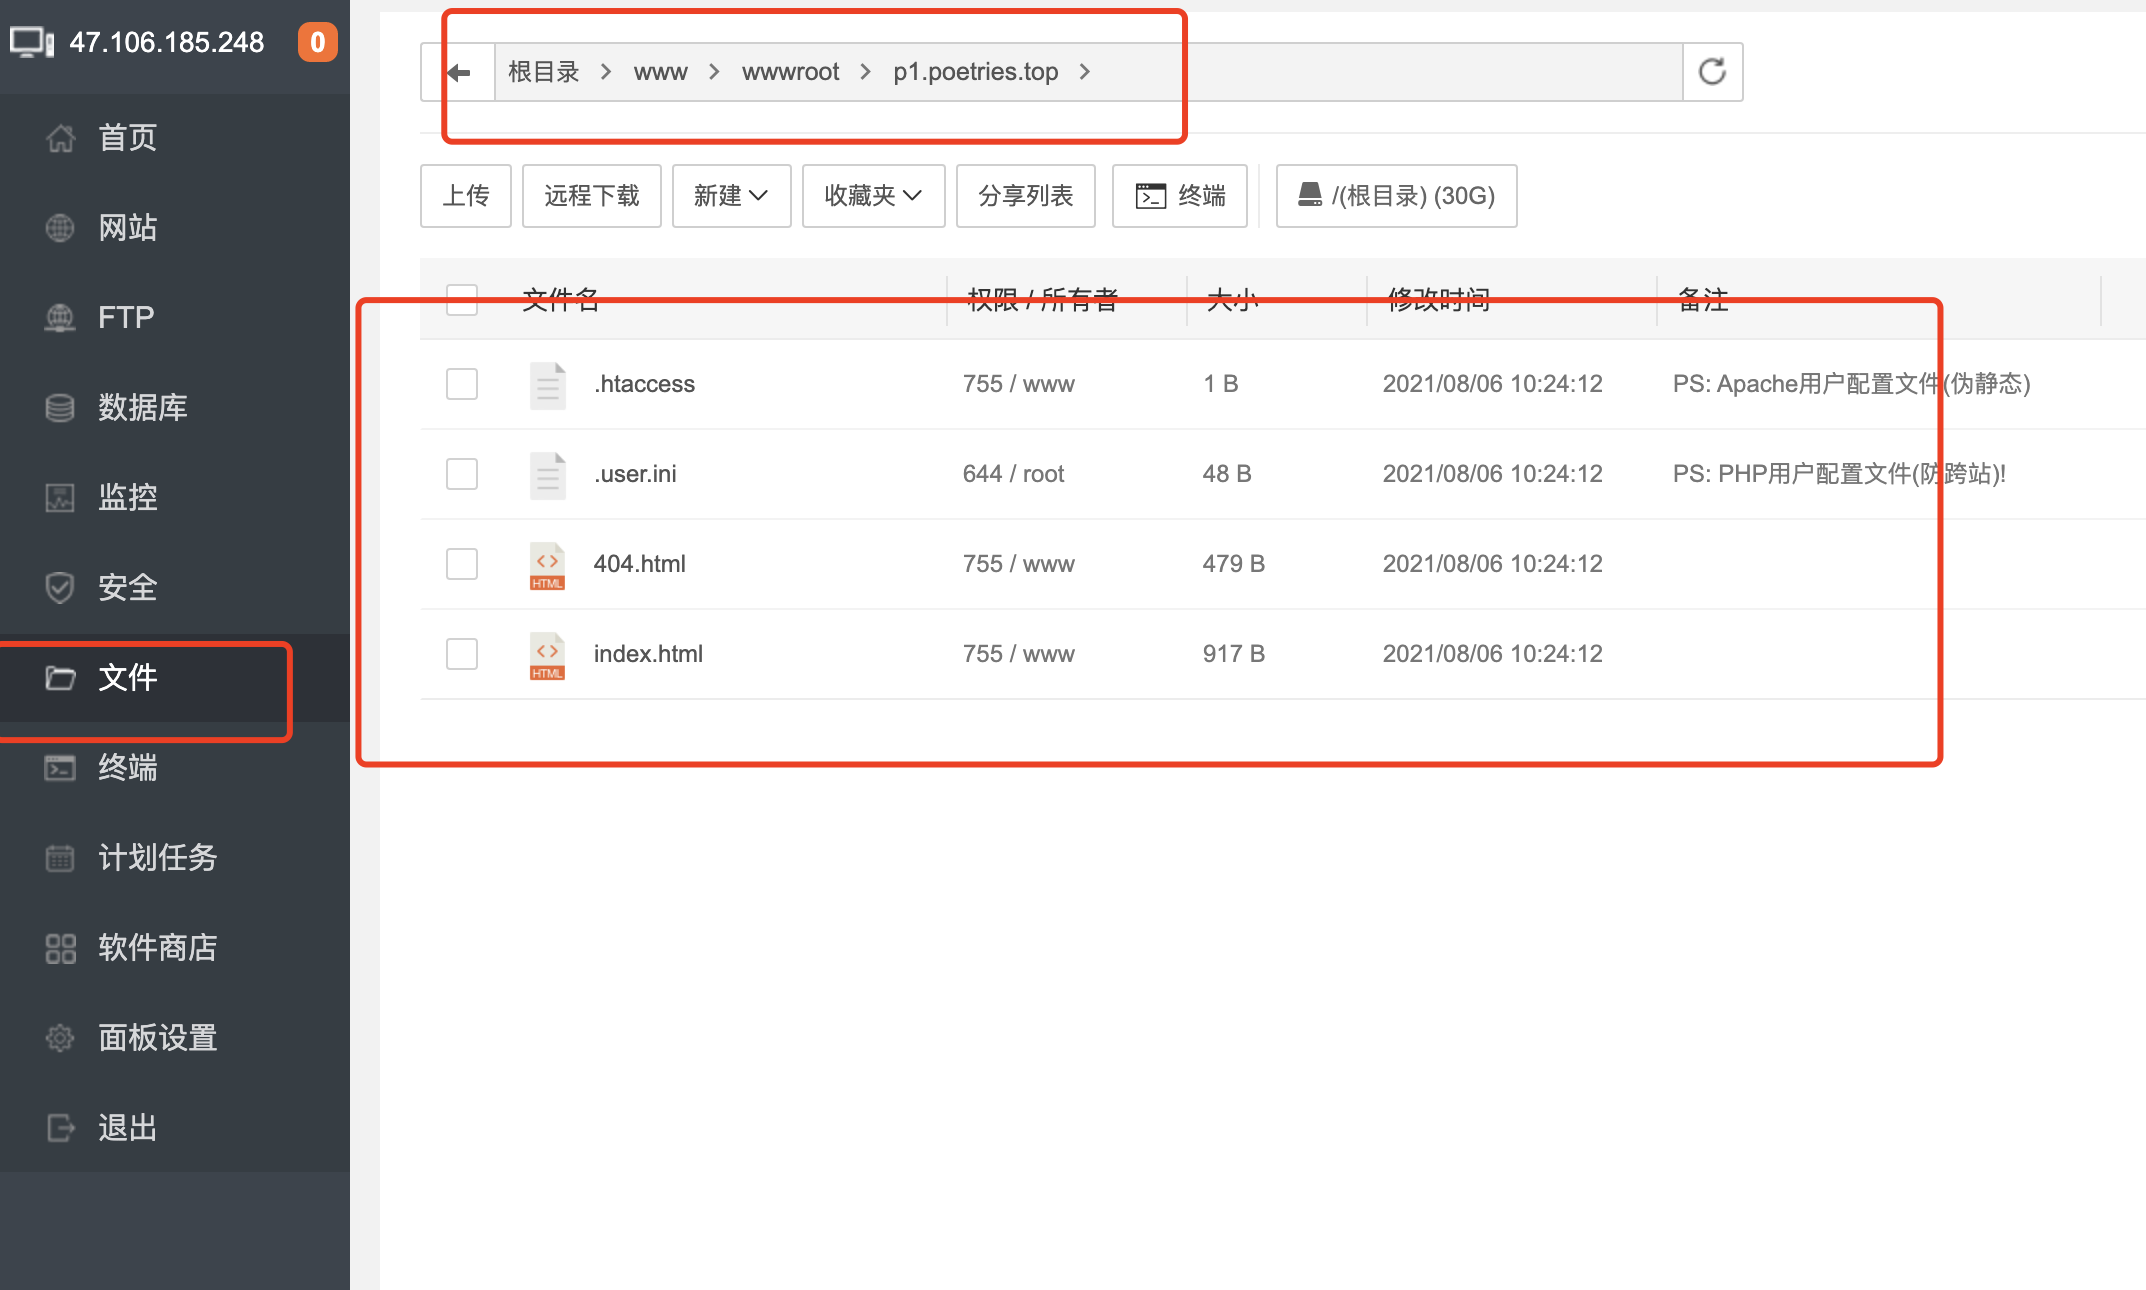 47.106.185.248 0
首页
网站
FTP
数据库
监控
安全
文件
终端
计划任务
软件商店
面板设置
退出
根目录 > www > wwwroot > p1.poetries.top >
上传 远程下载 新建 收藏夹 分享列表 终端 /(根目录) (30G)
文件名 权限 / 所有者 大小 修改时间 备注
.htaccess 755 / www 1 B 2021/08/06 10:24:12 PS: Apache用户配置文件(伪静态)
.user.ini 644 / root 48 B 2021/08/06 10:24:12 PS: PHP用户配置文件(防跨站)!
HTML 404.html 755 / www 479 B 2021/08/06 10:24:12
HTML index.html 755 / www 917 B 2021/08/06 10:24:12